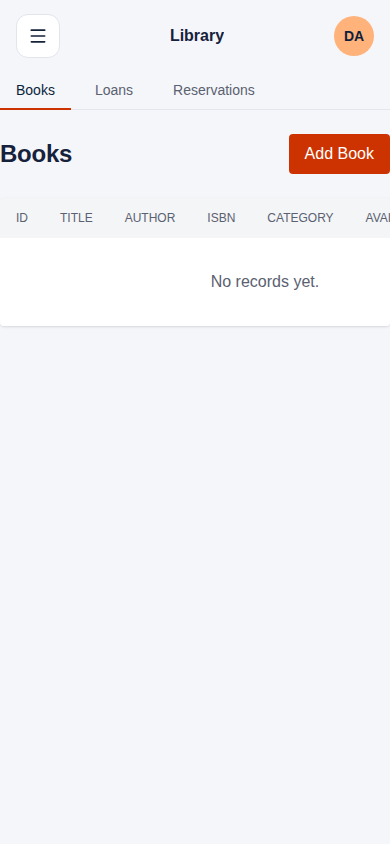 Library
DA
Books Loans Reservations
Books
Add Book
ID TITLE AUTHOR ISBN CATEGORY
No records yet.